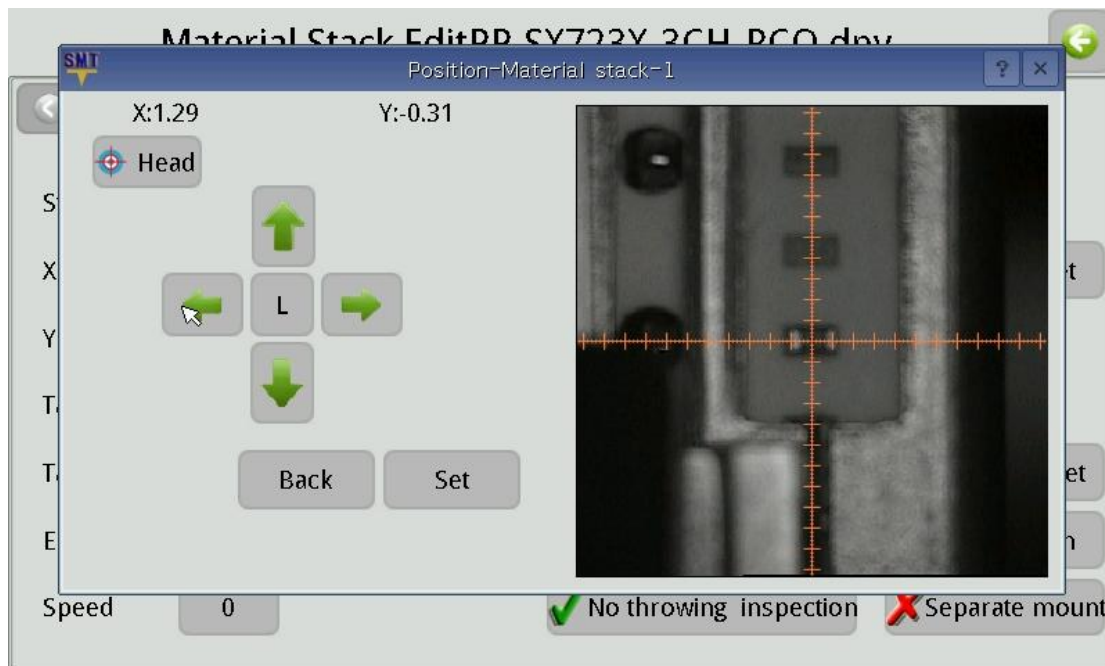 SMT
Position-Material stack-1
? ×
X:1.29 Y:-0.31
Head
L
Back Set
Speed 0 No throwing inspection Separate mount